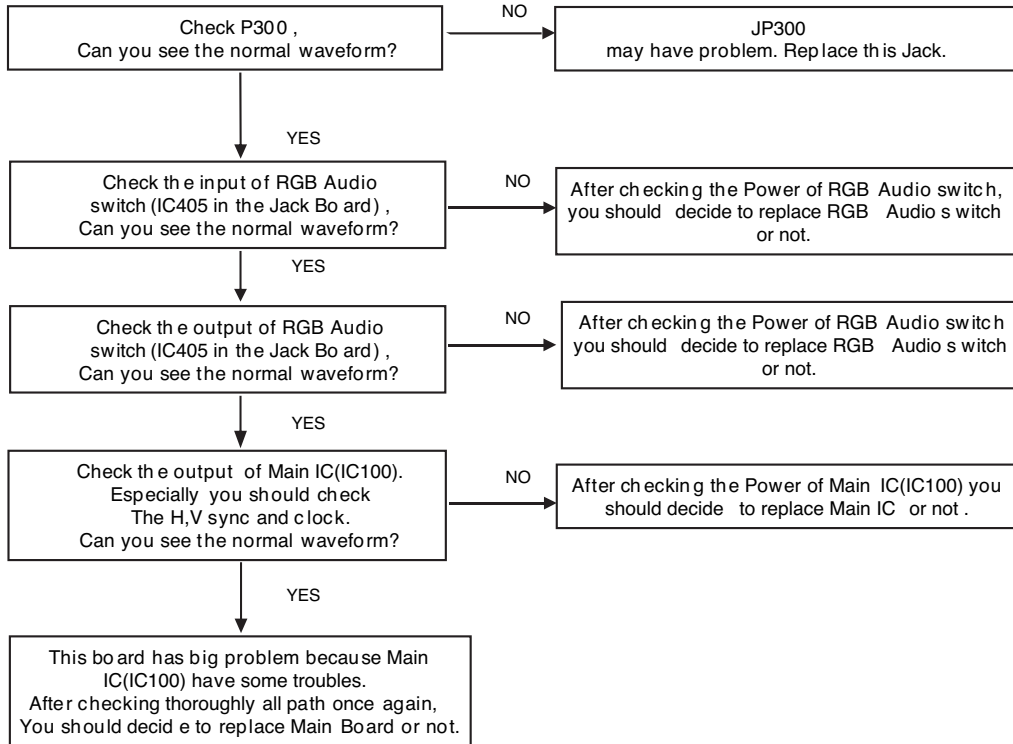 Check P300 ,
Can you see the normal waveform?
NO
JP300
may have problem. Replace this Jack.
YES
Check the input of RGB Audio
switch (IC405 in the Jack Board) ,
Can you see the normal waveform?
NO
After checking the Power of RGB Audio switch,
you should decide to replace RGB Audio switch
or not.
YES
Check the output of RGB Audio
switch (IC405 in the Jack Board) ,
Can you see the normal waveform?
NO
After checking the Power of RGB Audio switch
you should decide to replace RGB Audio switch
or not.
YES
Check the output of Main IC(IC100).
Especially you should check
The H,V sync and clock.
Can you see the normal waveform?
NO
After checking the Power of Main IC(IC100) you
should decide to replace Main IC or not .
YES
This board has big problem because Main
IC(IC100) have some troubles.
After checking thoroughly all path once again,
You should decide to replace Main Board or not.